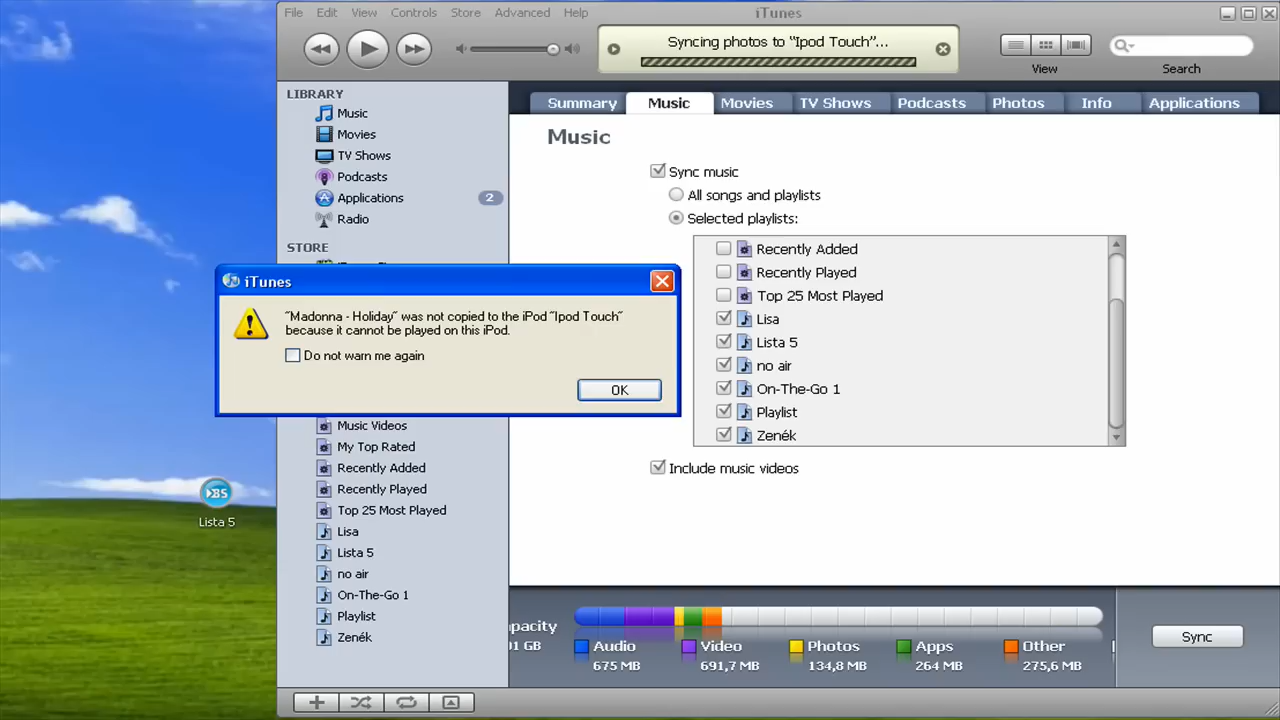 File Edit View Controls Store Advanced Help
iTunes
Syncing photos to "Ipod Touch"...
View
Search
LIBRARY
Music
Movies
TV Shows
Podcasts
Applications 2
Radio
STORE
Summary Music Movies TV Shows Podcasts Photos Info Applications
Music
Sync music
All songs and playlists
Selected playlists:
Recently Added
Recently Played
Top 25 Most Played
Lisa
Lista 5
no air
On-The-Go 1
Playlist
Zenék
Include music videos
iTunes
"Madonna - Holiday" was not copied to the iPod "Ipod Touch"
because it cannot be played on this iPod.
Do not warn me again
OK
Music Videos
My Top Rated
Recently Added
Recently Played
Top 25 Most Played
Lisa
Lista 5
no air
On-The-Go 1
Playlist
Zenék
BS
Lista 5
pacity
01 GB
Audio
675 MB
Video
691,7 MB
Photos
134,8 MB
Apps
264 MB
Other
275,6 MB
Sync